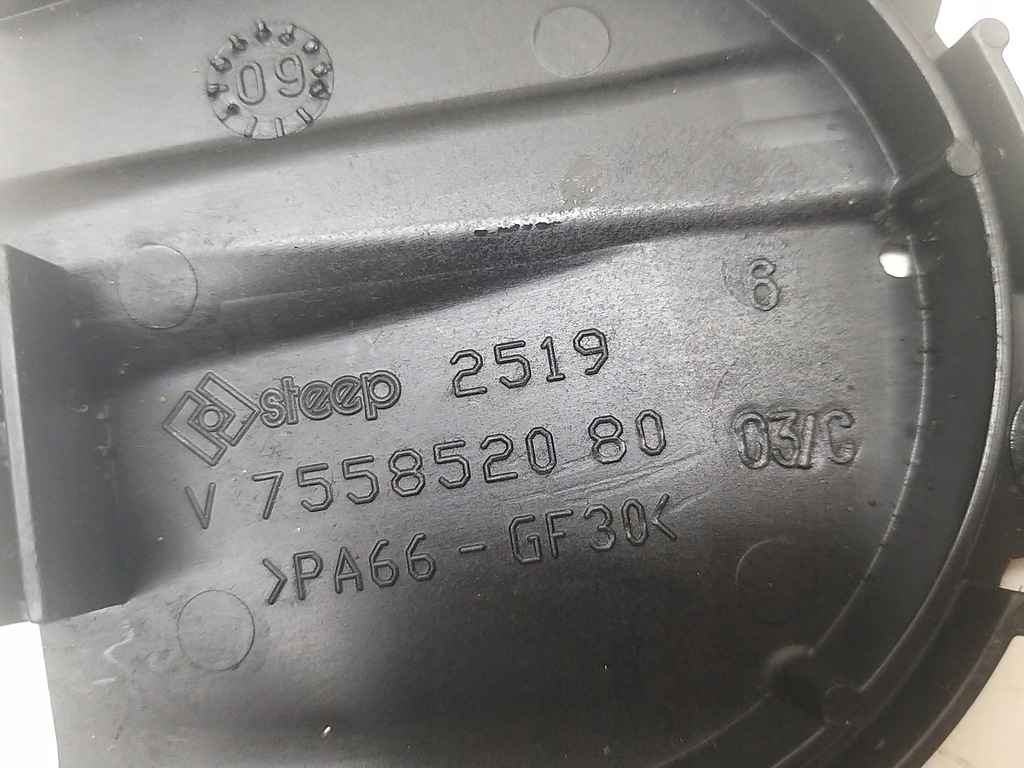 09
6
steep 2519
V 7558520 80
03/C
>PA66 - GF30<